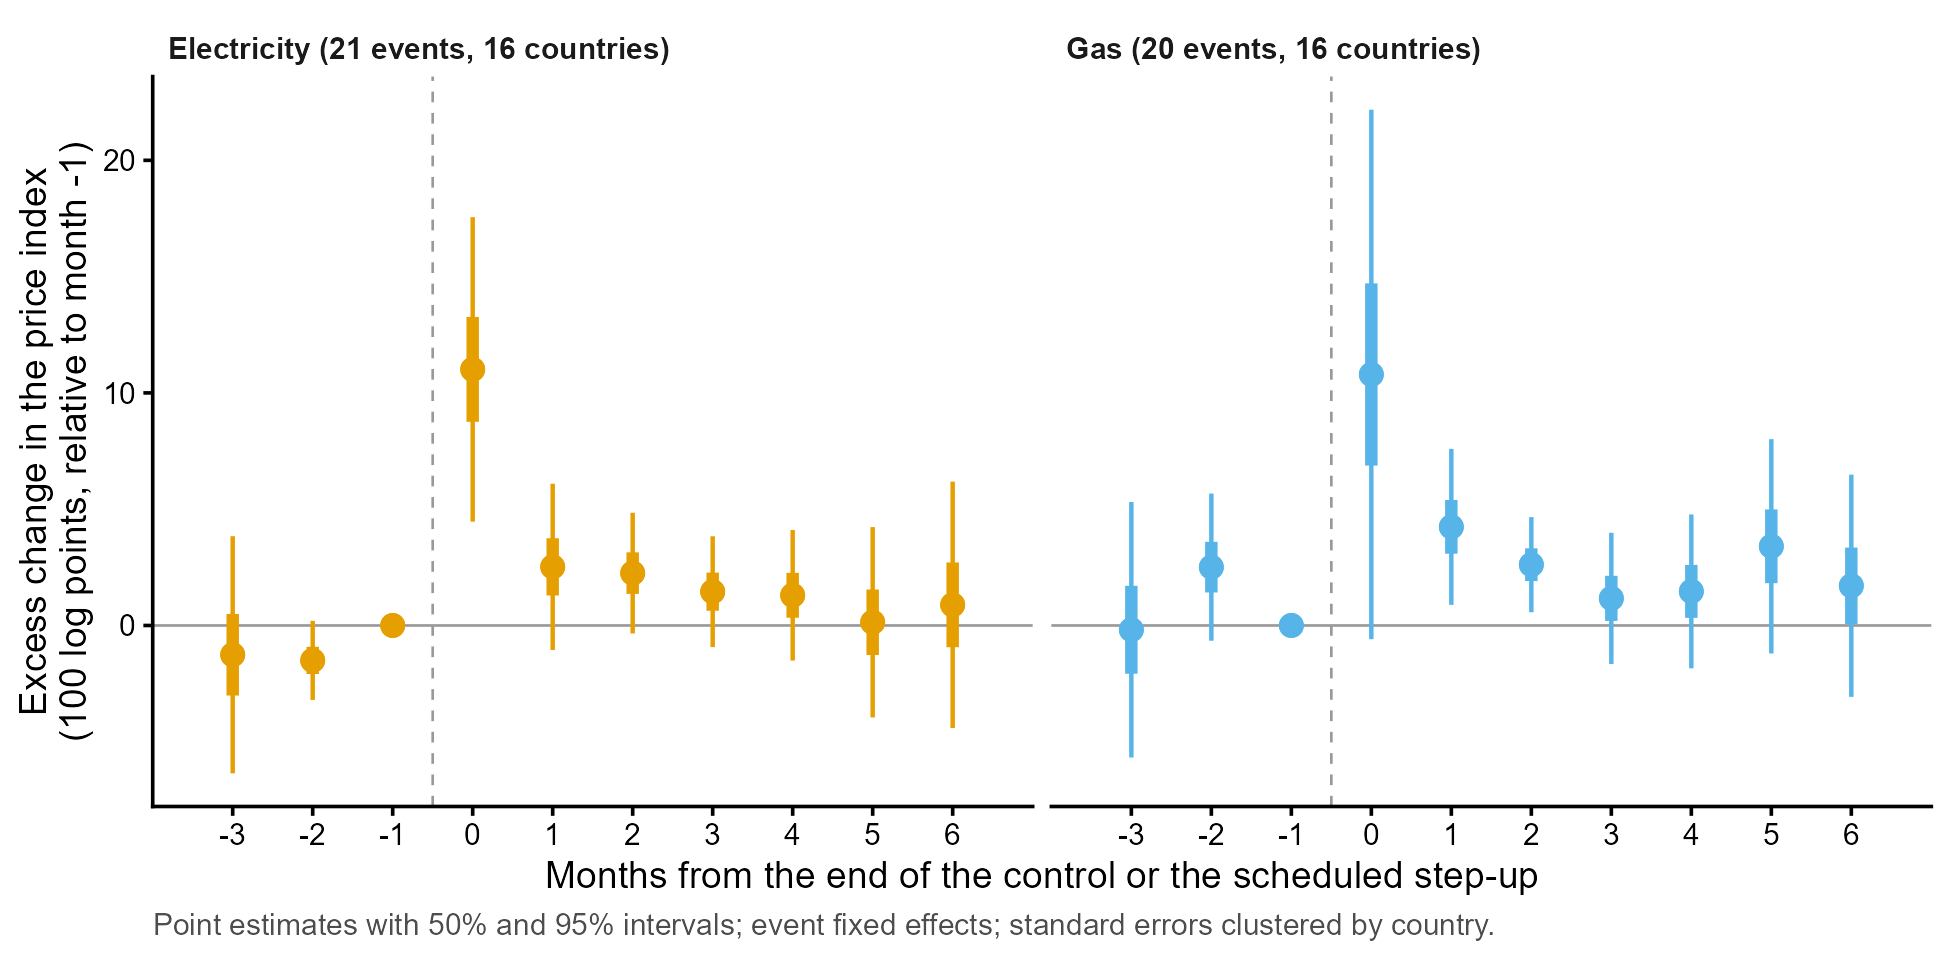 Electricity (21 events, 16 countries)
Gas (20 events, 16 countries)
Excess change in the price index
(100 log points, relative to month -1)
20
10
0
-3 -2 -1 0 1 2 3 4 5 6
-3 -2 -1 0 1 2 3 4 5 6
Months from the end of the control or the scheduled step-up
Point estimates with 50% and 95% intervals; event fixed effects; standard errors clustered by country.